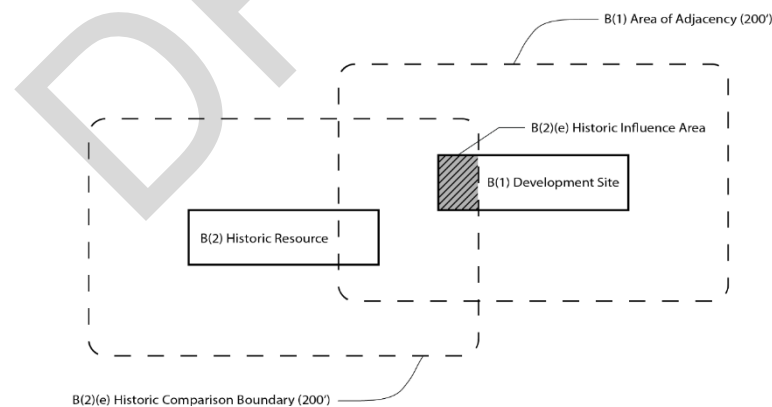 B(1) Area of Adjacency (200')
B(2)(e) Historic Influence Area
B(1) Development Site
B(2) Historic Resource
B(2)(e) Historic Comparison Boundary (200')